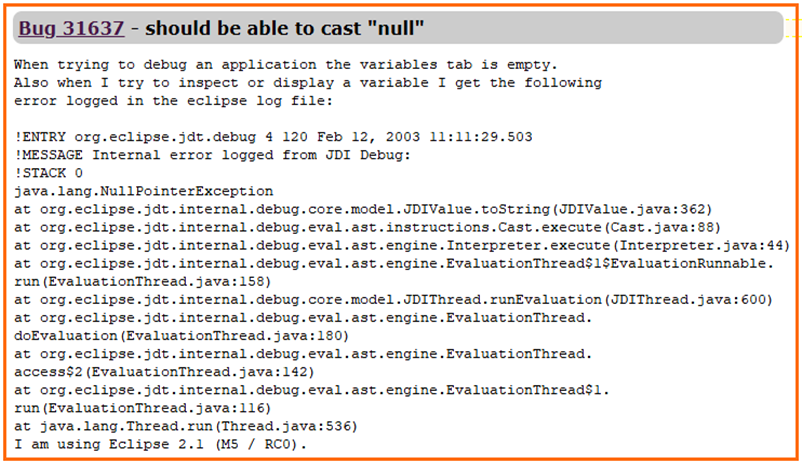 Bug 31637 - should be able to cast "null"
When trying to debug an application the variables tab is empty.
Also when I try to inspect or display a variable I get the following
error logged in the eclipse log file:
!ENTRY org.eclipse.jdt.debug 4 120 Feb 12, 2003 11:11:29.503
!MESSAGE Internal error logged from JDI Debug:
!STACK 0
java.lang.NullPointerException
at org.eclipse.jdt.internal.debug.core.model.JDIValue.toString(JDIValue.java:362)
at org.eclipse.jdt.internal.debug.eval.ast.instructions.Cast.execute(Cast.java:88)
at org.eclipse.jdt.internal.debug.eval.ast.engine.Interpreter.execute(Interpreter.java:44)
at org.eclipse.jdt.internal.debug.eval.ast.engine.EvaluationThread$1$EvaluationRunnable.
run(EvaluationThread.java:158)
at org.eclipse.jdt.internal.debug.core.model.JDIThread.runEvaluation(JDIThread.java:600)
at org.eclipse.jdt.internal.debug.eval.ast.engine.EvaluationThread.
doEvaluation(EvaluationThread.java:180)
at org.eclipse.jdt.internal.debug.eval.ast.engine.EvaluationThread.
access$2(EvaluationThread.java:142)
at org.eclipse.jdt.internal.debug.eval.ast.engine.EvaluationThread$1.
run(EvaluationThread.java:116)
at java.lang.Thread.run(Thread.java:536)
I am using Eclipse 2.1 (M5 / RC0).